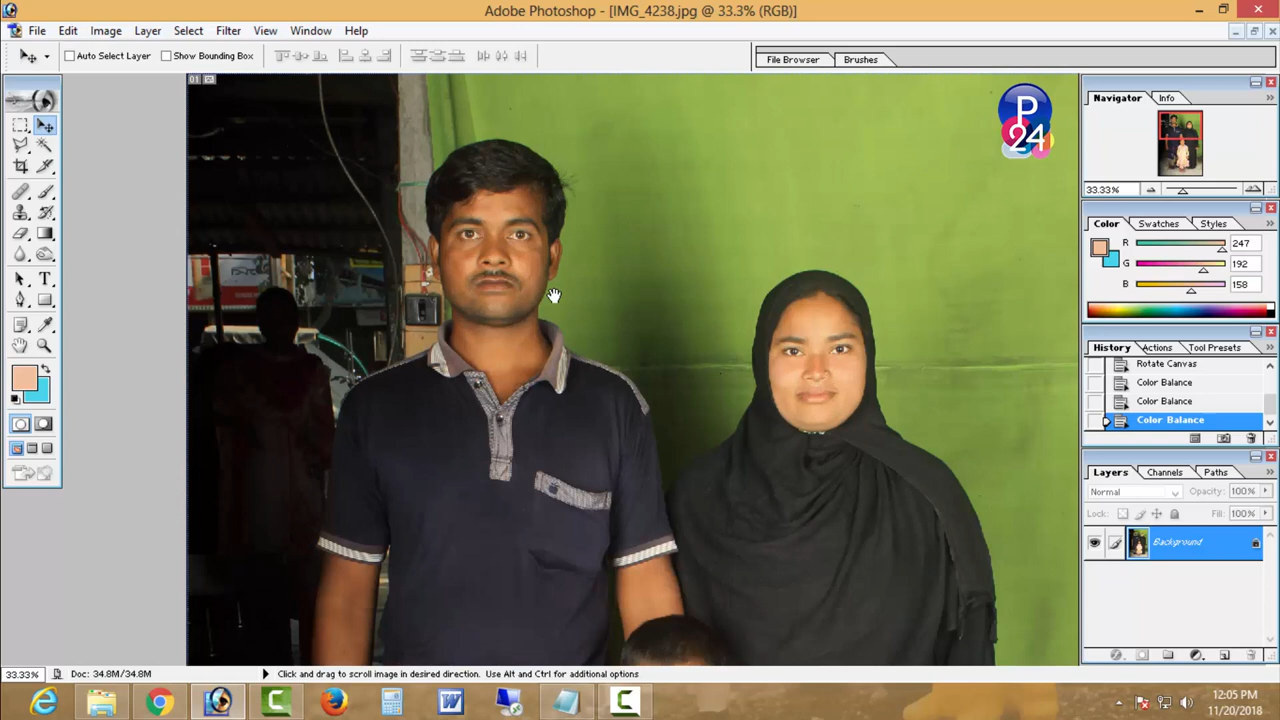 Adobe Photoshop - [IMG_4238.jpg @ 33.3% (RGB)]
File Edit Image Layer Select Filter View Window Help
Auto Select Layer Show Bounding Box
File Browser Brushes
01
P
24
Navigator Info
33.33%
Color Swatches Styles
R 247
G 192
B 158
History Actions Tool Presets
Rotate Canvas
Color Balance
Color Balance
Color Balance
Layers Channels Paths
Normal Opacity: 100%
Lock: Fill: 100%
Background
33.33% Doc: 34.8M/34.8M Click and drag to scroll image in desired direction. Use Alt and Ctrl for additional options
12:05 PM
11/20/2018